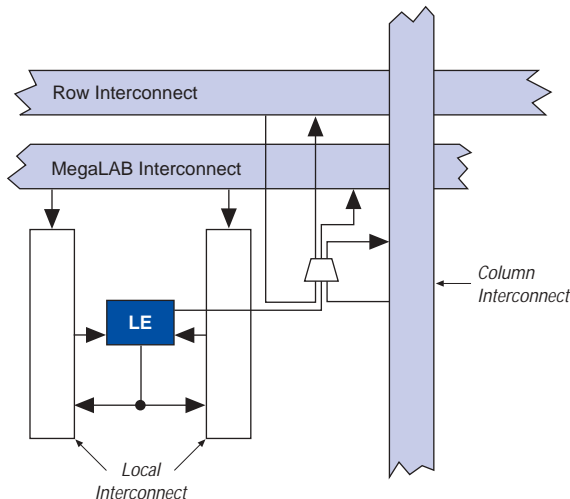 Row Interconnect
MegaLAB Interconnect
Column
Interconnect
LE
Local
Interconnect